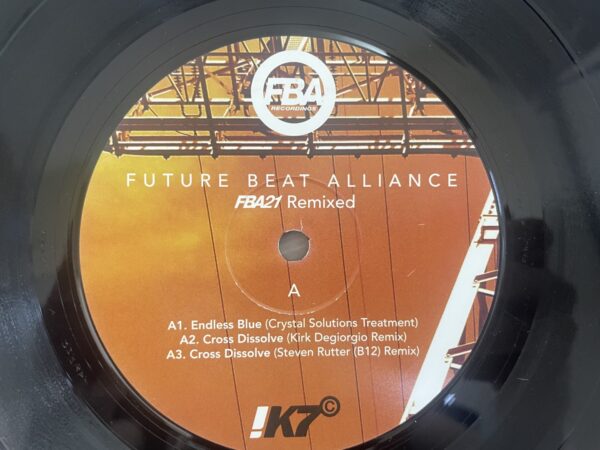 FBA
RECORDINGS
FUTURE BEAT ALLIANCE
FBA21 Remixed
A
A1. Endless Blue (Crystal Solutions Treatment)
A2. Cross Dissolve (Kirk Degiorgio Remix)
A3. Cross Dissolve (Steven Rutter (B12) Remix)
!K7©